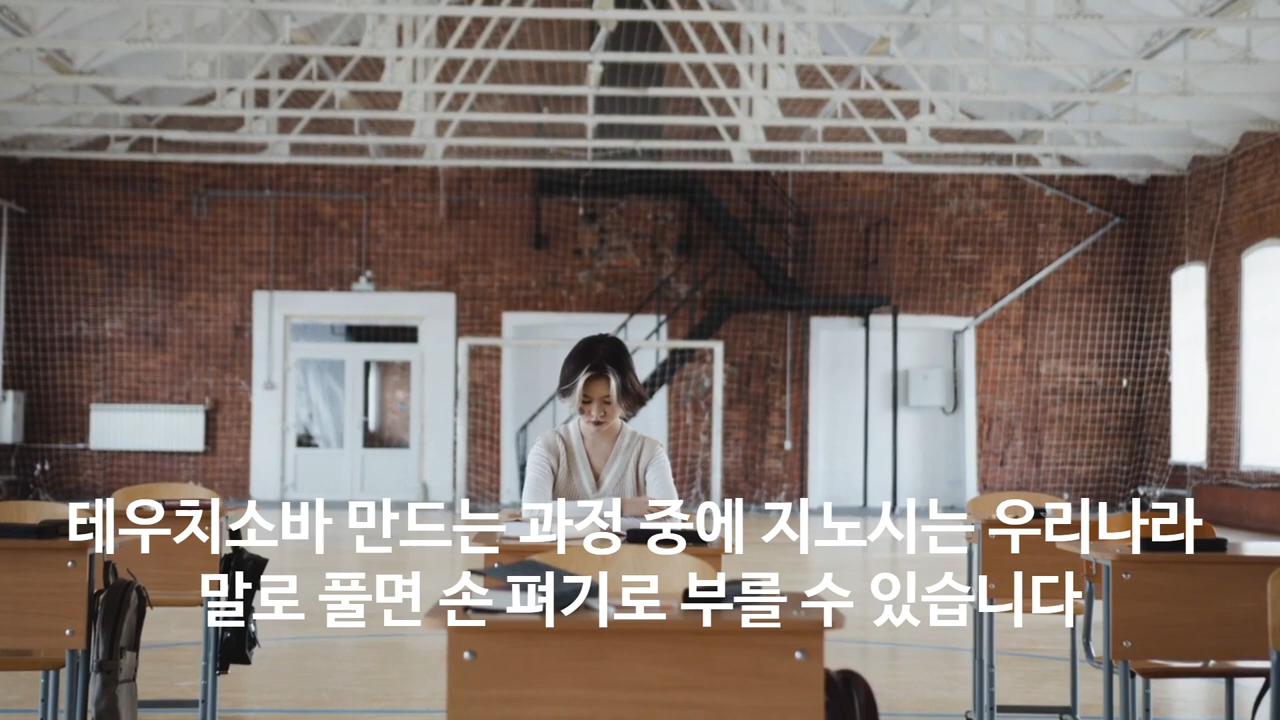 테우치소바 만드는 과정 중에 지노시는 우리나라
말로 풀면 손 펴기로 부를 수 있습니다